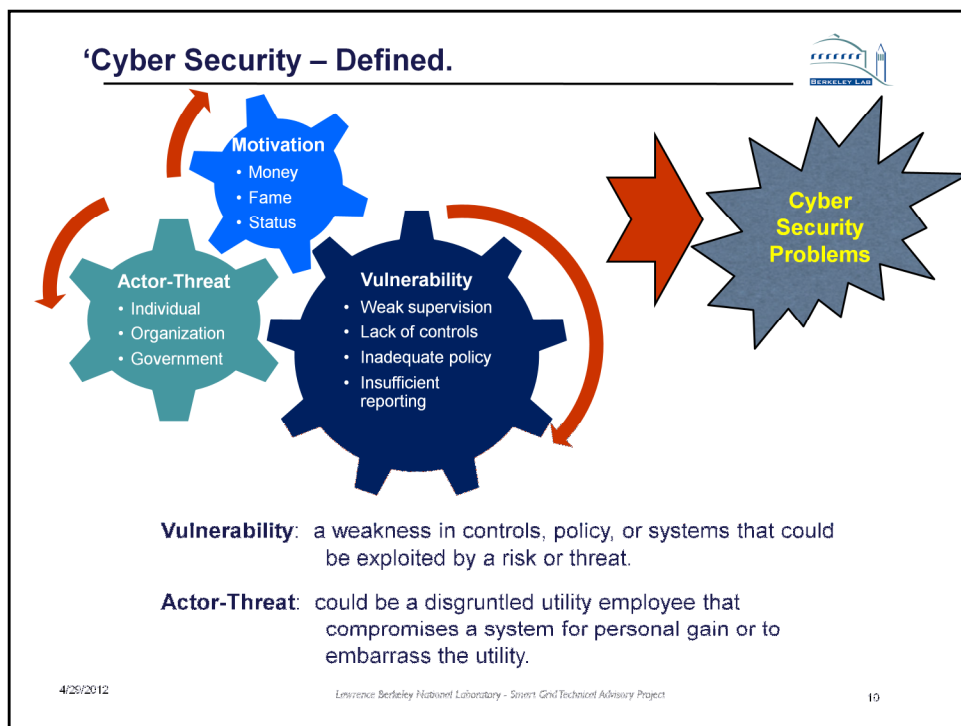 ‘Cyber Security – Defined.
BERKELEY LAB
Motivation
• Money
• Fame
• Status
Actor-Threat
• Individual
• Organization
• Government
Vulnerability
• Weak supervision
• Lack of controls
• Inadequate policy
• Insufficient
reporting
Cyber
Security
Problems
Vulnerability: a weakness in controls, policy, or systems that could
be exploited by a risk or threat.
Actor-Threat: could be a disgruntled utility employee that
compromises a system for personal gain or to
embarrass the utility.
4/29/2012
Lawrence Berkeley National Laboratory - Smart Grid Technical Advisory Project
10